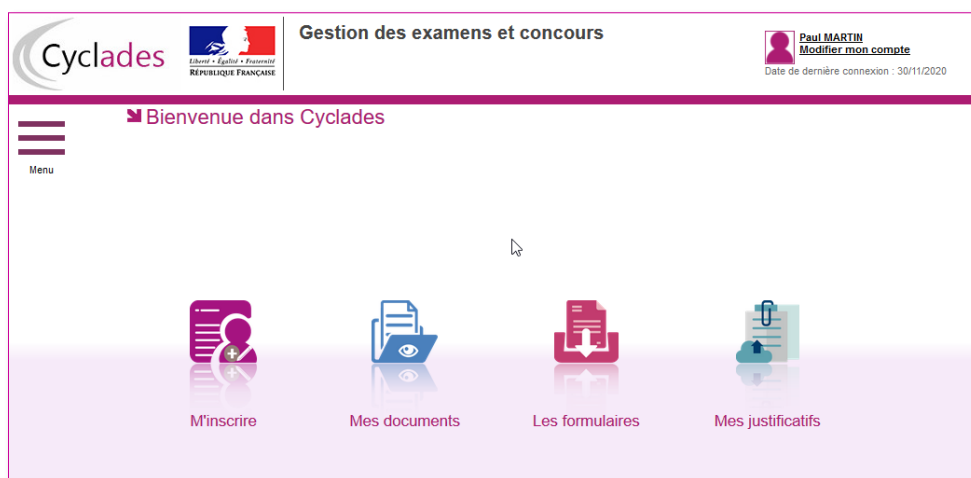 Cyclades
Liberté • Égalité • Fraternité
RÉPUBLIQUE FRANÇAISE
Gestion des examens et concours
Paul MARTIN
Modifier mon compte
Date de dernière connexion : 30/11/2020
Menu
Bienvenue dans Cyclades
M'inscrire
Mes documents
Les formulaires
Mes justificatifs